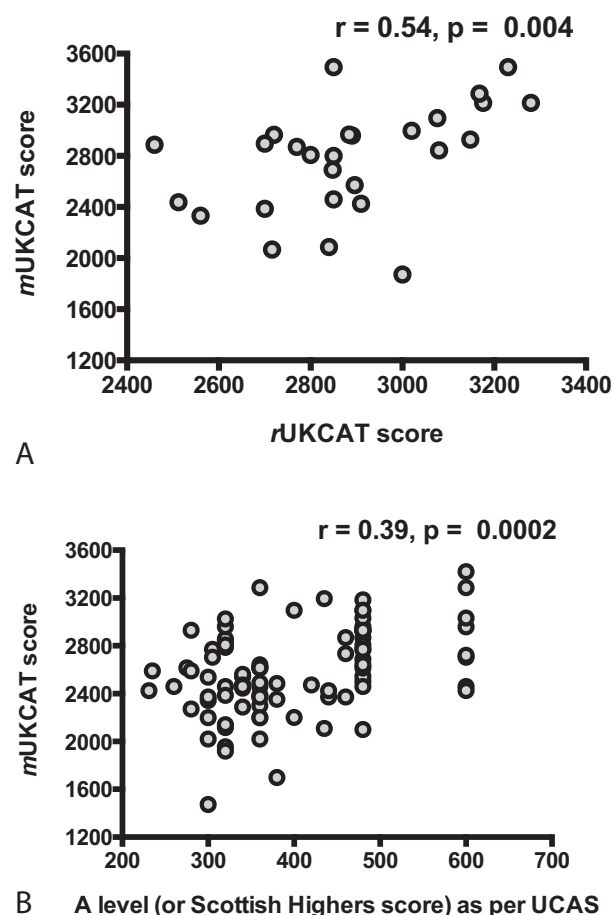 r = 0.54, p = 0.004
3600
3200
2800
2400
2000
1600
1200
mUKCAT score
2400 2600 2800 3000 3200 3400
rUKCAT score
A
r = 0.39, p = 0.0002
3600
3200
2800
2400
2000
1600
1200
mUKCAT score
200 300 400 500 600 700
B A level (or Scottish Highers score) as per UCAS